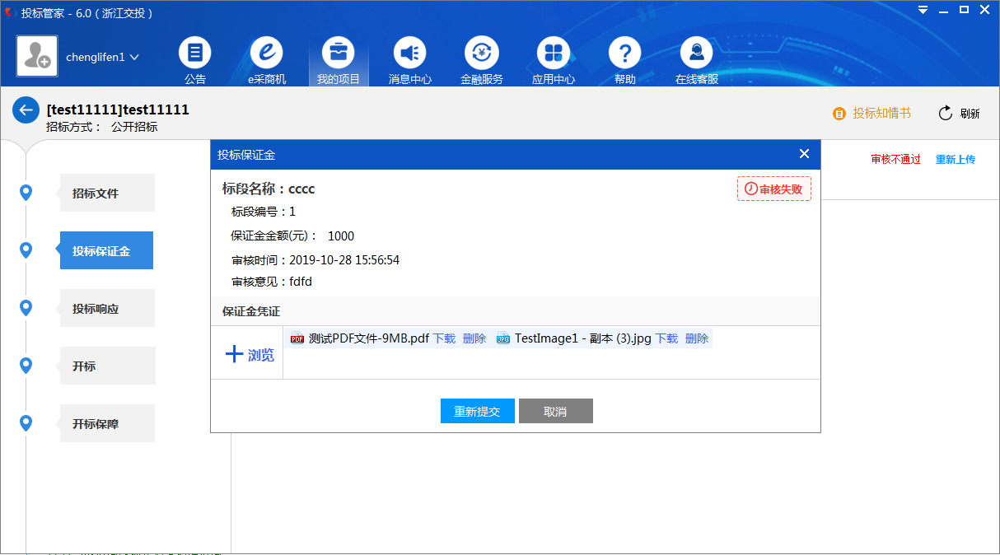 投标管家 - 6.0 ( 浙江交投 )
chenglifen1
公告
e采商机
我的项目
消息中心
金融服务
应用中心
帮助
在线客服
[test11111]test11111
招标方式： 公开招标
投标知情书
刷新
审核不通过 重新上传
招标文件
投标保证金
投标响应
开标
开标保障
投标保证金
标段名称：cccc
审核失败
标段编号：1
保证金金额(元)： 1000
审核时间：2019-10-28 15:56:54
审核意见：fdfd
保证金凭证
浏览
PDF 测试PDF文件-9MB.pdf 下载 删除 JPG TestImage1 - 副本 (3).jpg 下载 删除
重新提交 取消